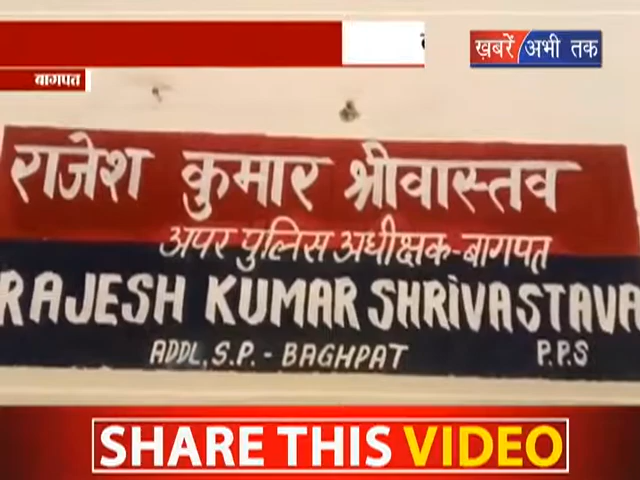 ख़बरें अभी तक
बागपत
राजेश कुमार श्रीवास्तव
अपर पुलिस अधीक्षक-बागपत
RAJESH KUMAR SHRIVASTAVA
ADDL. S.P. - BAGHPAT P.P.S
SHARE THIS VIDEO